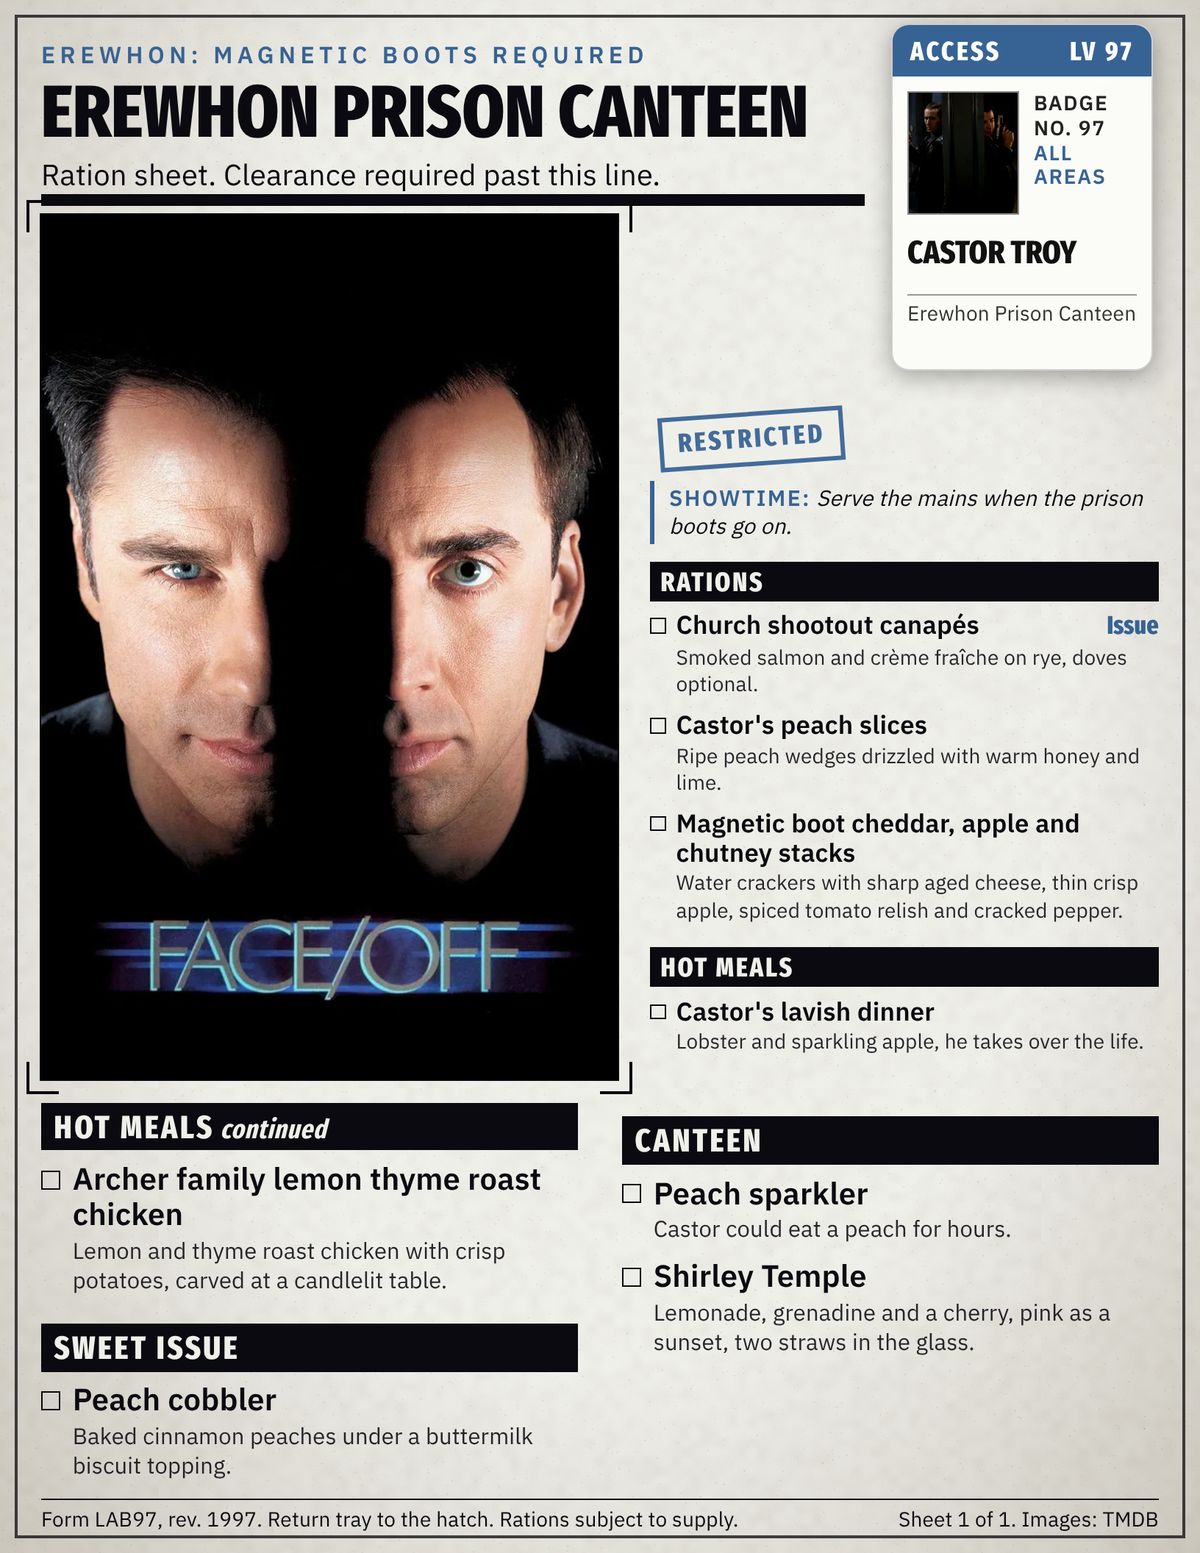 EREWHON: MAGNETIC BOOTS REQUIRED
EREWHON PRISON CANTEEN
Ration sheet. Clearance required past this line.
ACCESS LV 97
BADGE
NO. 97
ALL
AREAS
CASTOR TROY
Erewhon Prison Canteen
FACE/OFF
RESTRICTED
SHOWTIME: Serve the mains when the prison
boots go on.
RATIONS
Church shootout canapés Issue
Smoked salmon and crème fraîche on rye, doves
optional.
Castor's peach slices
Ripe peach wedges drizzled with warm honey and
lime.
Magnetic boot cheddar, apple and
chutney stacks
Water crackers with sharp aged cheese, thin crisp
apple, spiced tomato relish and cracked pepper.
HOT MEALS
Castor's lavish dinner
Lobster and sparkling apple, he takes over the life.
HOT MEALS continued
Archer family lemon thyme roast
chicken
Lemon and thyme roast chicken with crisp
potatoes, carved at a candlelit table.
SWEET ISSUE
Peach cobbler
Baked cinnamon peaches under a buttermilk
biscuit topping.
CANTEEN
Peach sparkler
Castor could eat a peach for hours.
Shirley Temple
Lemonade, grenadine and a cherry, pink as a
sunset, two straws in the glass.
Form LAB97, rev. 1997. Return tray to the hatch. Rations subject to supply.
Sheet 1 of 1. Images: TMDB